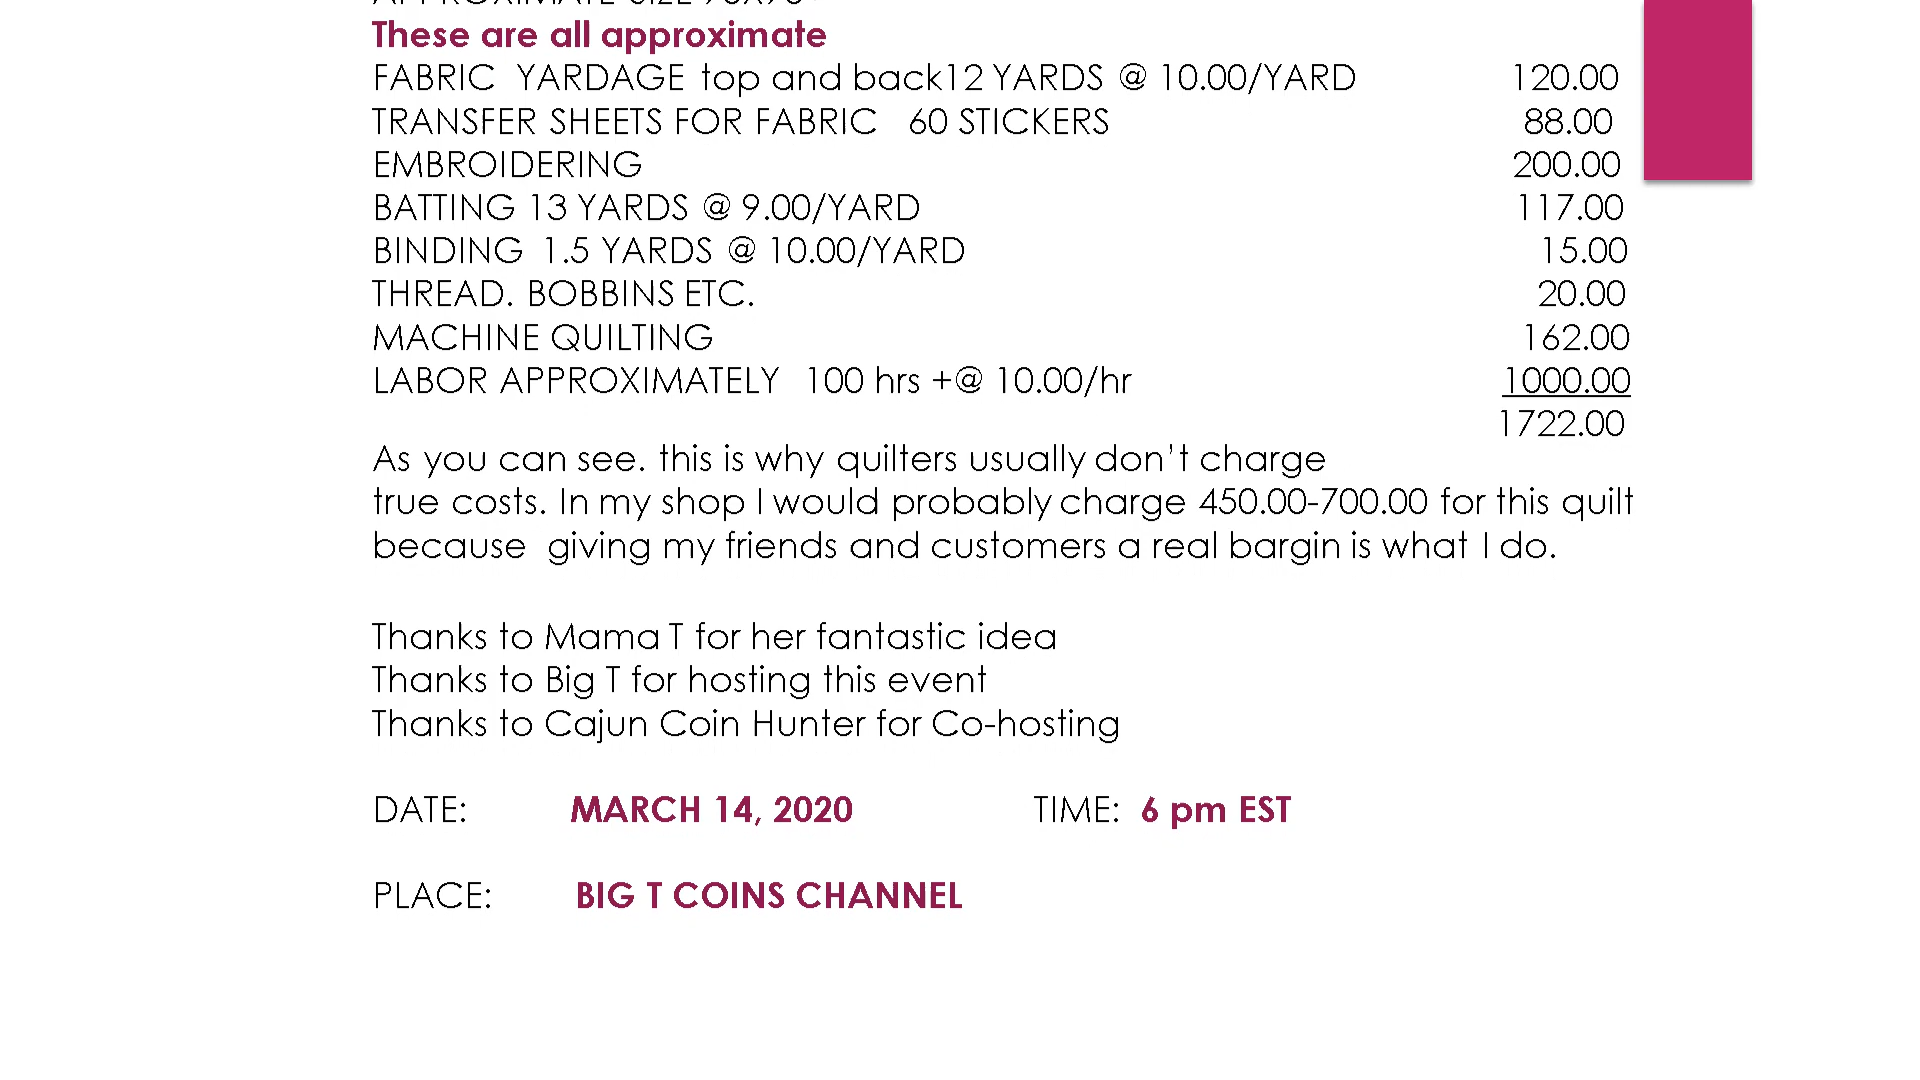 APPROXIMATE SIZE 90X90+
These are all approximate
FABRIC YARDAGE top and back12 YARDS @ 10.00/YARD 120.00
TRANSFER SHEETS FOR FABRIC 60 STICKERS 88.00
EMBROIDERING 200.00
BATTING 13 YARDS @ 9.00/YARD 117.00
BINDING 1.5 YARDS @ 10.00/YARD 15.00
THREAD. BOBBINS ETC. 20.00
MACHINE QUILTING 162.00
LABOR APPROXIMATELY 100 hrs +@ 10.00/hr 1000.00
1722.00
As you can see. this is why quilters usually don’t charge
true costs. In my shop I would probably charge 450.00-700.00 for this quilt
because giving my friends and customers a real bargin is what I do.
Thanks to Mama T for her fantastic idea
Thanks to Big T for hosting this event
Thanks to Cajun Coin Hunter for Co-hosting
DATE: MARCH 14, 2020 TIME: 6 pm EST
PLACE: BIG T COINS CHANNEL